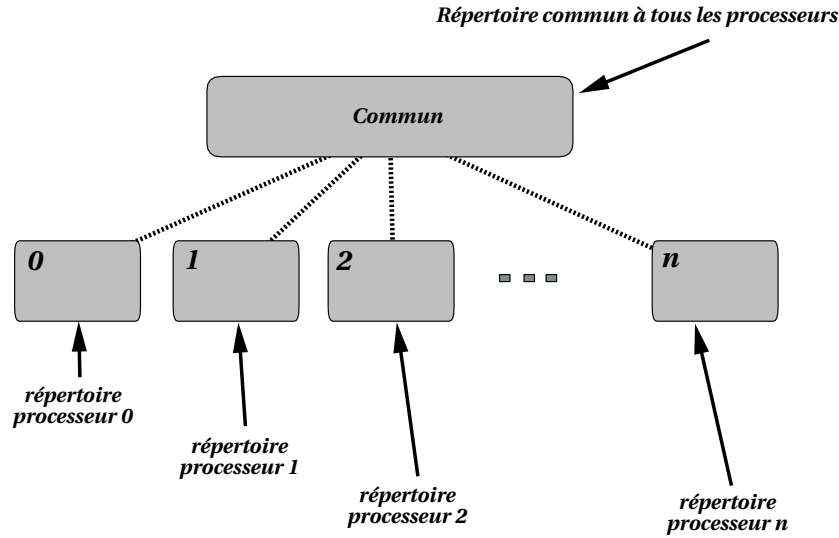 Répertoire commun à tous les processeurs
Commun
0
1
2
n
répertoire
processeur 0
répertoire
processeur 1
répertoire
processeur 2
répertoire
processeur n